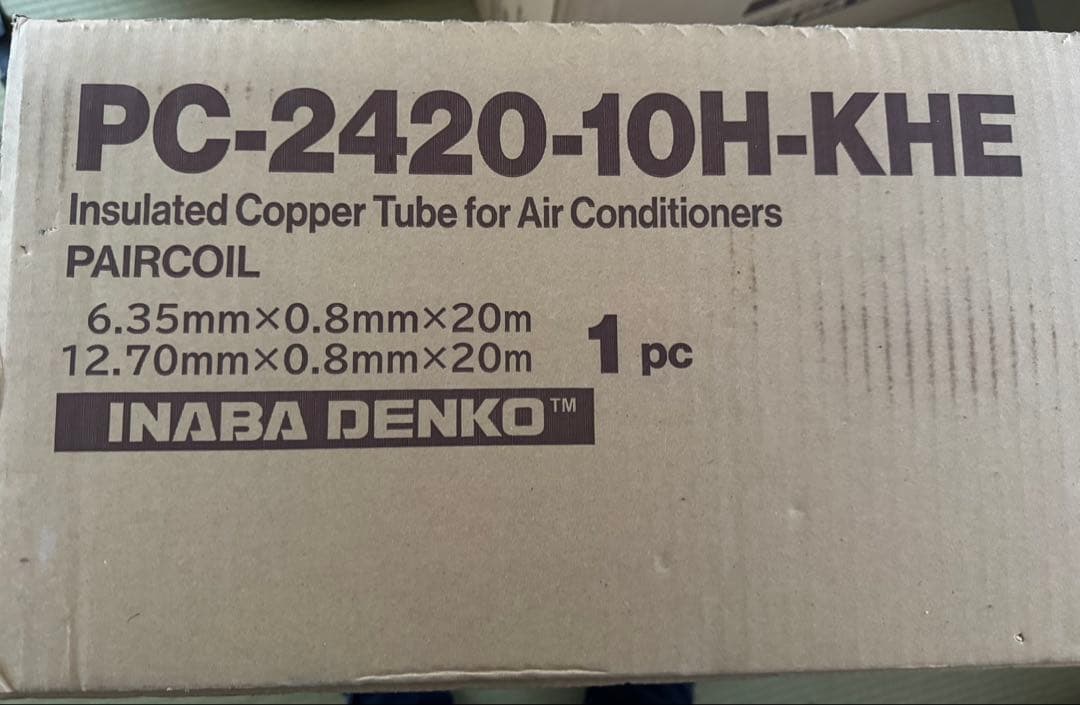 PC-2420-10H-KHE
Insulated Copper Tube for Air Conditioners
PAIRCOIL
6.35mm×0.8mm×20m
12.70mm×0.8mm×20m
1 pc
INABA DENKO™